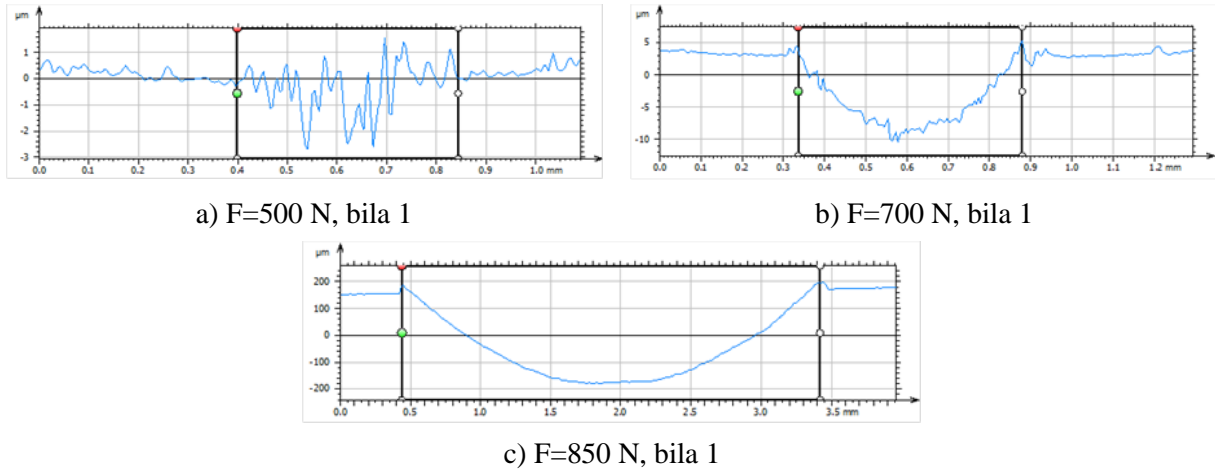 µm
1
0
-1
-2
-3
0.0 0.1 0.2 0.3 0.4 0.5 0.6 0.7 0.8 0.9 1.0 mm
a) F=500 N, bila 1
µm
5
0
-5
-10
0.0 0.1 0.2 0.3 0.4 0.5 0.6 0.7 0.8 0.9 1.0 1.1 1.2 mm
b) F=700 N, bila 1
µm
200
100
0
-100
-200
0.0 0.5 1.0 1.5 2.0 2.5 3.0 3.5 mm
c) F=850 N, bila 1